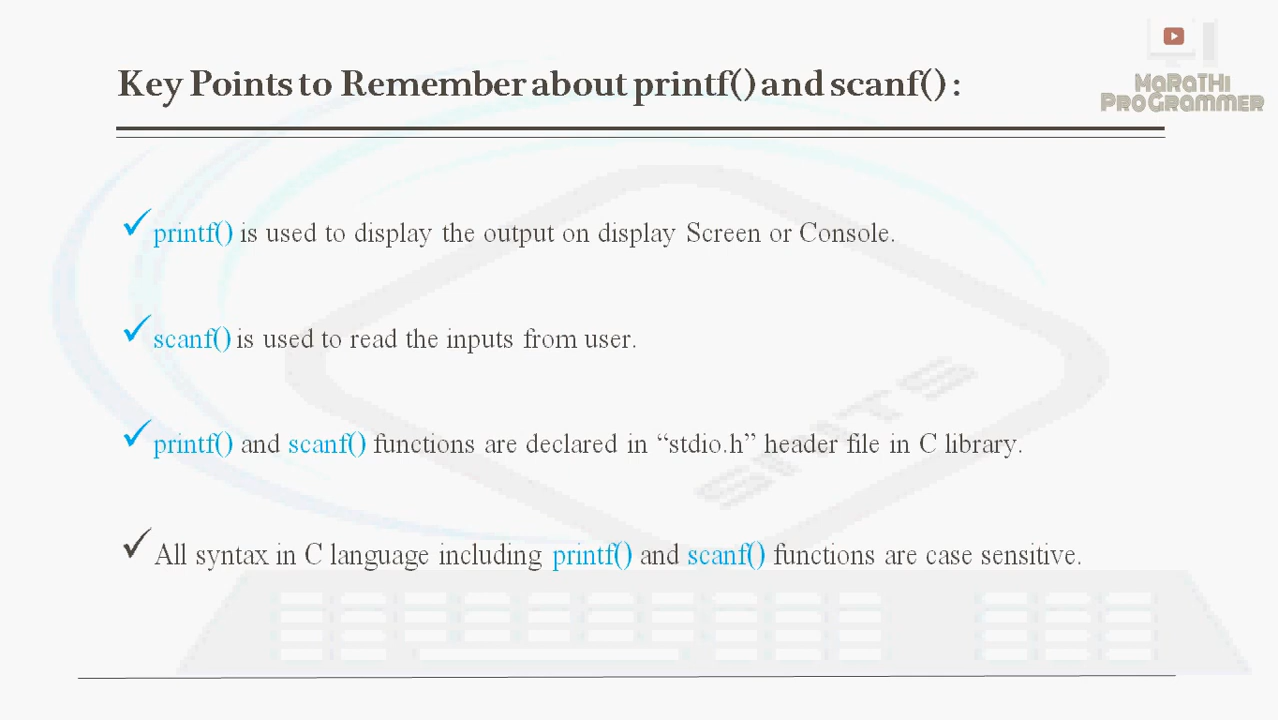 Key Points to Remember about printf() and scanf() :
MaRaTHi
ProGrammer
✓printf() is used to display the output on display Screen or Console.
✓scanf() is used to read the inputs from user.
✓printf() and scanf() functions are declared in “stdio.h” header file in C library.
✓All syntax in C language including printf() and scanf() functions are case sensitive.